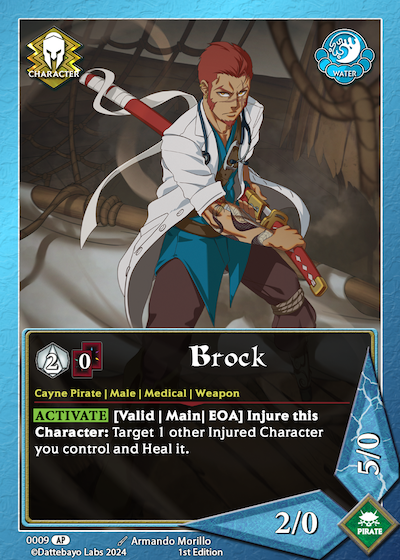 CHARACTER
WATER
2 0 Brock
Cayne Pirate | Male | Medical | Weapon
ACTIVATE [Valid | Main| EOA] Injure this
Character: Target 1 other Injured Character
you control and Heal it.
5/0
2/0
PIRATE
0009 AP Armando Morillo
©Dattebayo Labs 2024 1st Edition